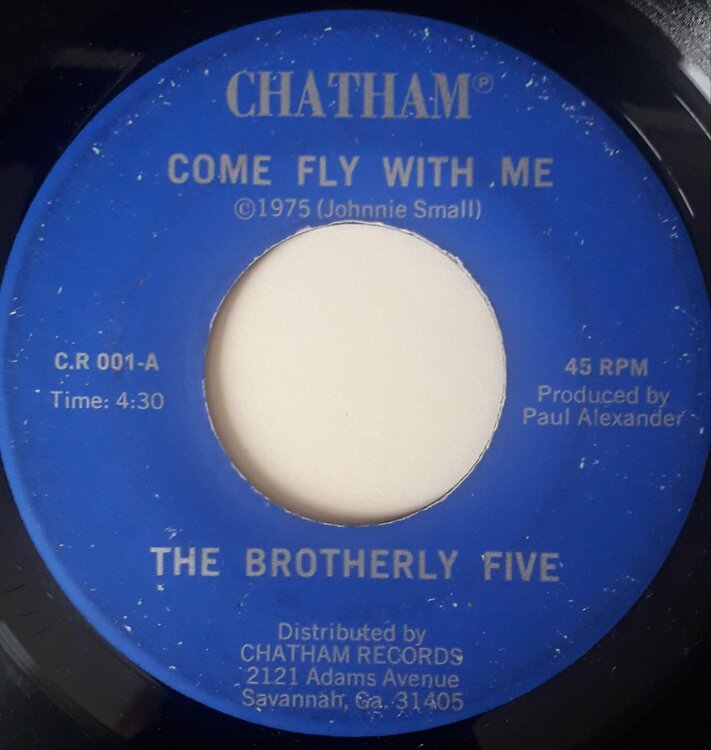 CHATHAM℗
COME FLY WITH ME
©1975 (Johnnie Small)
C.R 001-A
Time: 4:30
45 RPM
Produced by
Paul Alexander
THE BROTHERLY FIVE
Distributed by
CHATHAM RECORDS
2121 Adams Avenue
Savannah, Ga. 31405